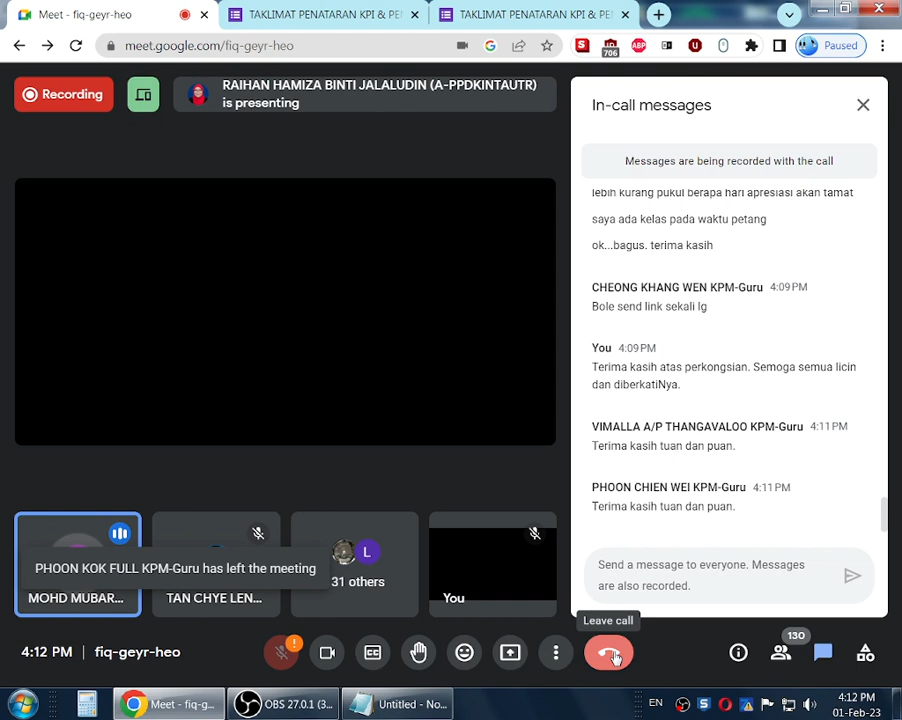 Meet - fiq-geyr-heo
TAKLIMAT PENATARAN KPI & PEN
TAKLIMAT PENATARAN KPI & PEN
meet.google.com/fiq-geyr-heo
706
ABP
Paused
Recording
RAIHAN HAMIZA BINTI JALALUDIN (A-PPDKINTAUTR)
is presenting
In-call messages
Messages are being recorded with the call
lebih kurang pukul berapa hari apresiasi akan tamat
saya ada kelas pada waktu petang
ok...bagus. terima kasih
CHEONG KHANG WEN KPM-Guru 4:09 PM
Bole send link sekali lg
You 4:09 PM
Terima kasih atas perkongsian. Semoga semua licin
dan diberkatiNya.
VIMALLA A/P THANGAVALOO KPM-Guru 4:11 PM
Terima kasih tuan dan puan.
PHOON CHIEN WEI KPM-Guru 4:11 PM
Terima kasih tuan dan puan.
Send a message to everyone. Messages
are also recorded.
PHOON KOK FULL KPM-Guru has left the meeting
MOHD MUBAR...
TAN CHYE LEN...
L
31 others
You
Leave call
4:12 PM | fiq-geyr-heo
130
Meet - fiq-g...
OBS 27.0.1 (3...
Untitled - No...
EN
4:12 PM
01-Feb-23